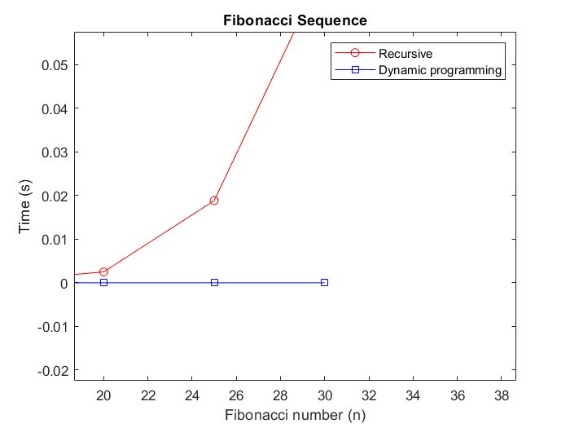 Fibonacci Sequence
Recursive
Dynamic programming
0.05
0.04
0.03
0.02
0.01
0
-0.01
-0.02
Time (s)
20 22 24 26 28 30 32 34 36 38
Fibonacci number (n)